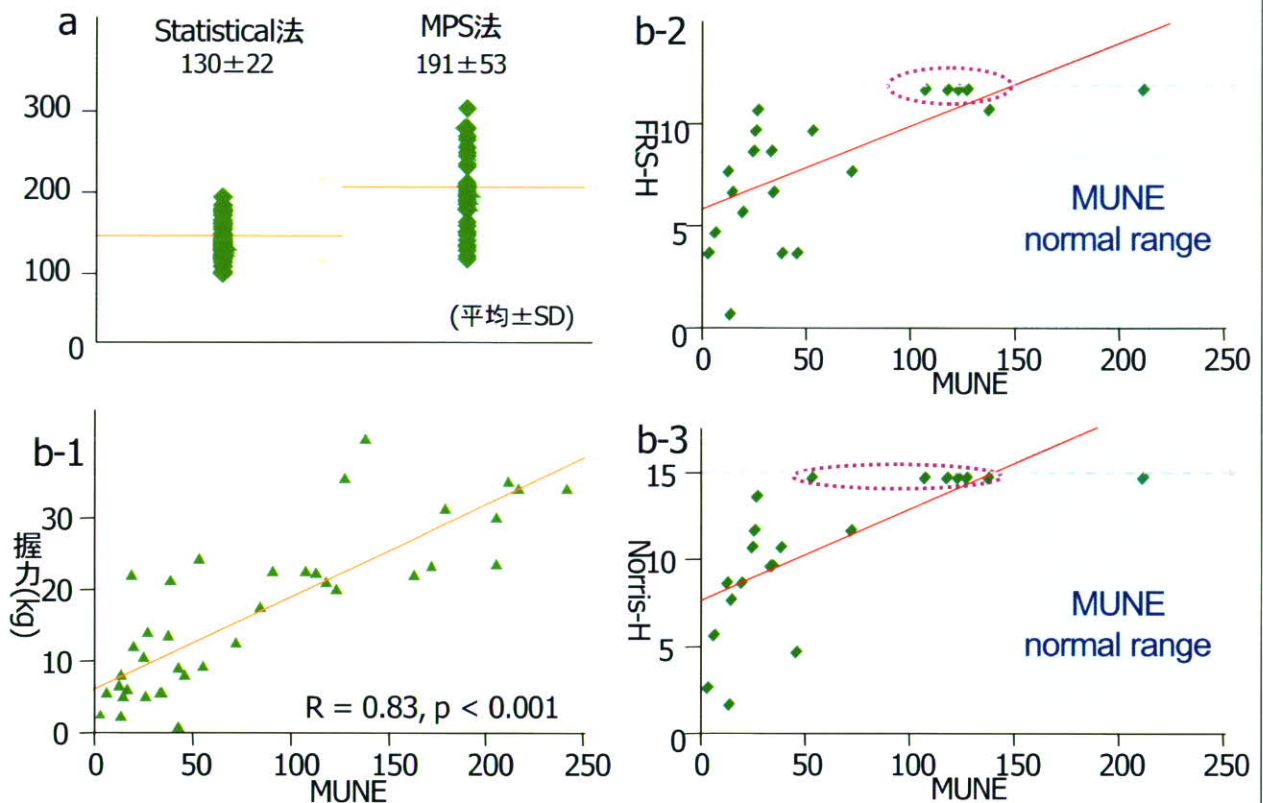 a
Statistical法
130±22
MPS法
191±53
300
200
100
0
(平均±SD)
b-2
FRS-H
10
5
0
MUNE
normal range
0 50 100 150 200 250
MUNE
b-1
握力(kg)
30
20
10
0
R = 0.83, p < 0.001
0 50 100 150 200 250
MUNE
b-3
Norris-H
15
10
5
0
MUNE
normal range
0 50 100 150 200 250
MUNE